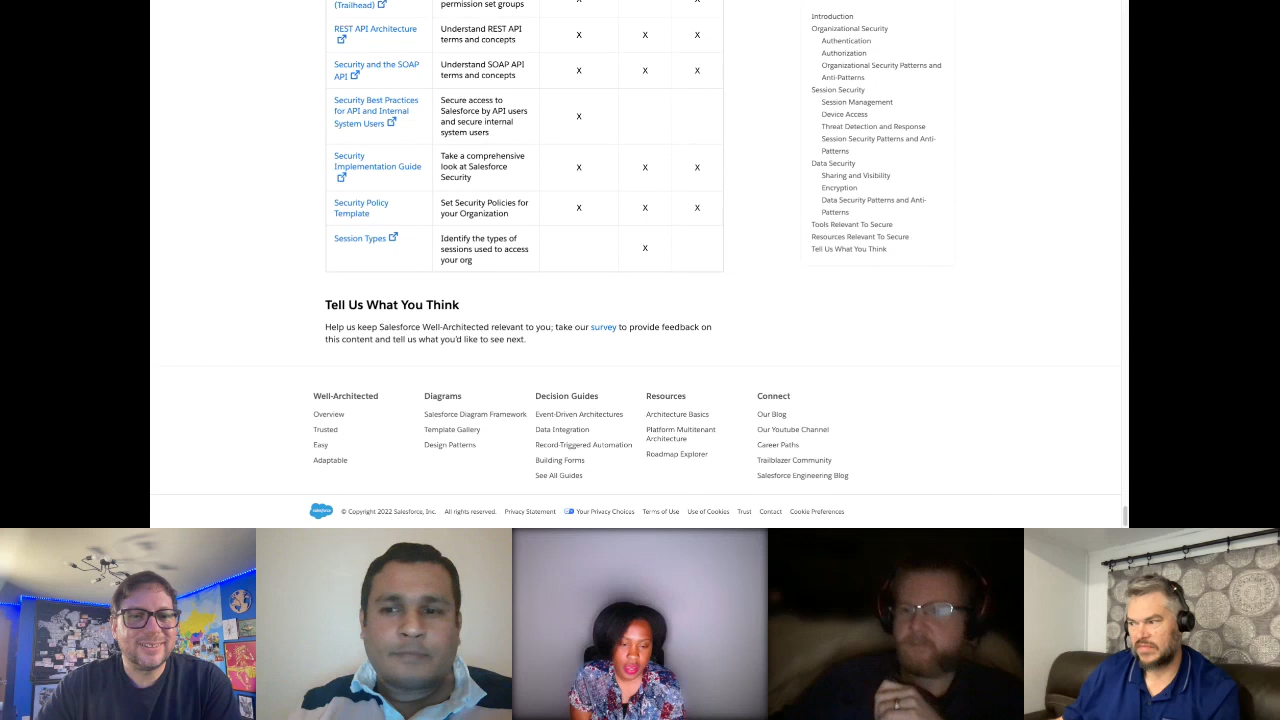 (Trailhead)
permission set groups
X
X
REST API Architecture
Understand REST API
terms and concepts
X
X
X
Security and the SOAP
API
Understand SOAP API
terms and concepts
X
X
X
Security Best Practices
for API and Internal
System Users
Secure access to
Salesforce by API users
and secure internal
system users
X
Security
Implementation Guide
Take a comprehensive
look at Salesforce
Security
X
X
X
Security Policy
Template
Set Security Policies for
your Organization
X
X
X
Session Types
Identify the types of
sessions used to access
your org
X
Introduction
Organizational Security
Authentication
Authorization
Organizational Security Patterns and
Anti-Patterns
Session Security
Session Management
Device Access
Threat Detection and Response
Session Security Patterns and Anti-
Patterns
Data Security
Sharing and Visibility
Encryption
Data Security Patterns and Anti-
Patterns
Tools Relevant To Secure
Resources Relevant To Secure
Tell Us What You Think
Tell Us What You Think
Help us keep Salesforce Well-Architected relevant to you; take our survey to provide feedback on
this content and tell us what you'd like to see next.
Well-Architected
Overview
Trusted
Easy
Adaptable
Diagrams
Salesforce Diagram Framework
Template Gallery
Design Patterns
Decision Guides
Event-Driven Architectures
Data Integration
Record-Triggered Automation
Building Forms
See All Guides
Resources
Architecture Basics
Platform Multitenant
Architecture
Roadmap Explorer
Connect
Our Blog
Our Youtube Channel
Career Paths
Trailblazer Community
Salesforce Engineering Blog
© Copyright 2022 Salesforce, Inc. All rights reserved. Privacy Statement Your Privacy Choices Terms of Use Use of Cookies Trust Contact Cookie Preferences